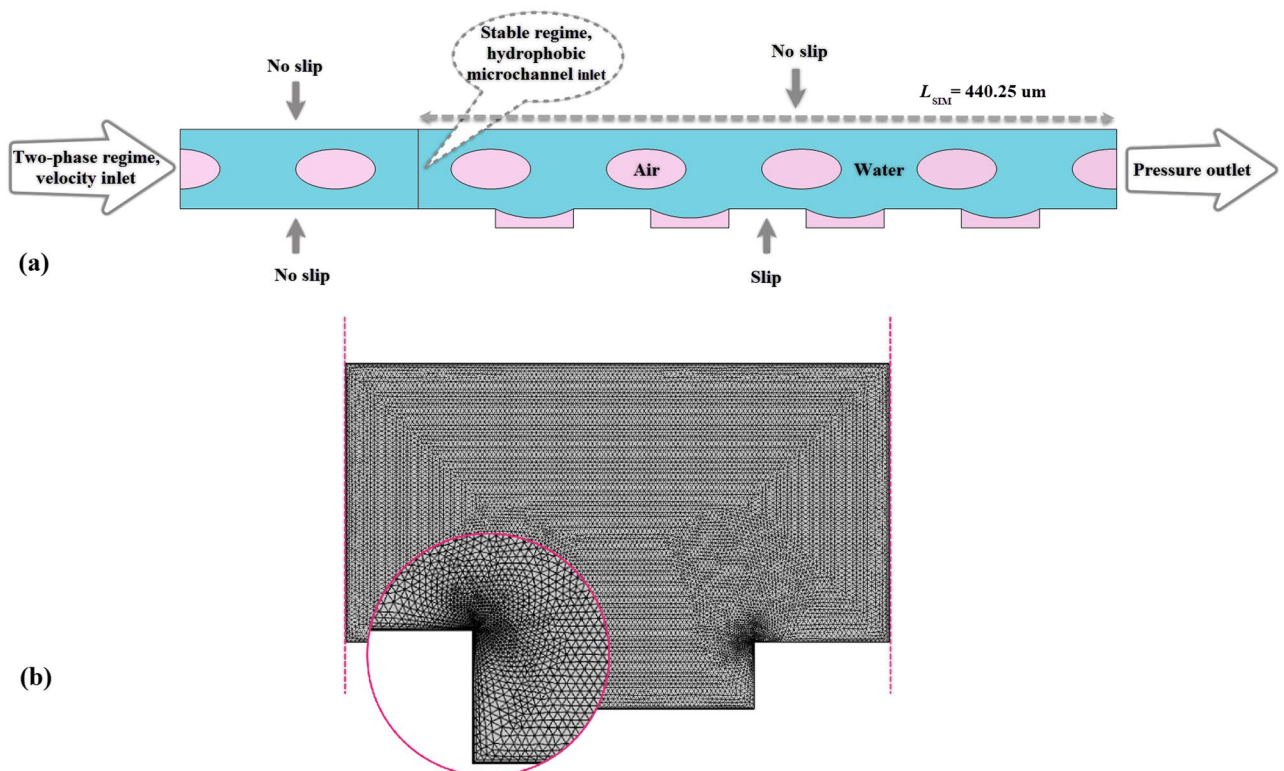 (a)
Two-phase regime,
velocity inlet
No slip
Stable regime,
hydrophobic
microchannel inlet
No slip
L_SIM= 440.25 um
Air
Water
Pressure outlet
No slip
Slip
(b)